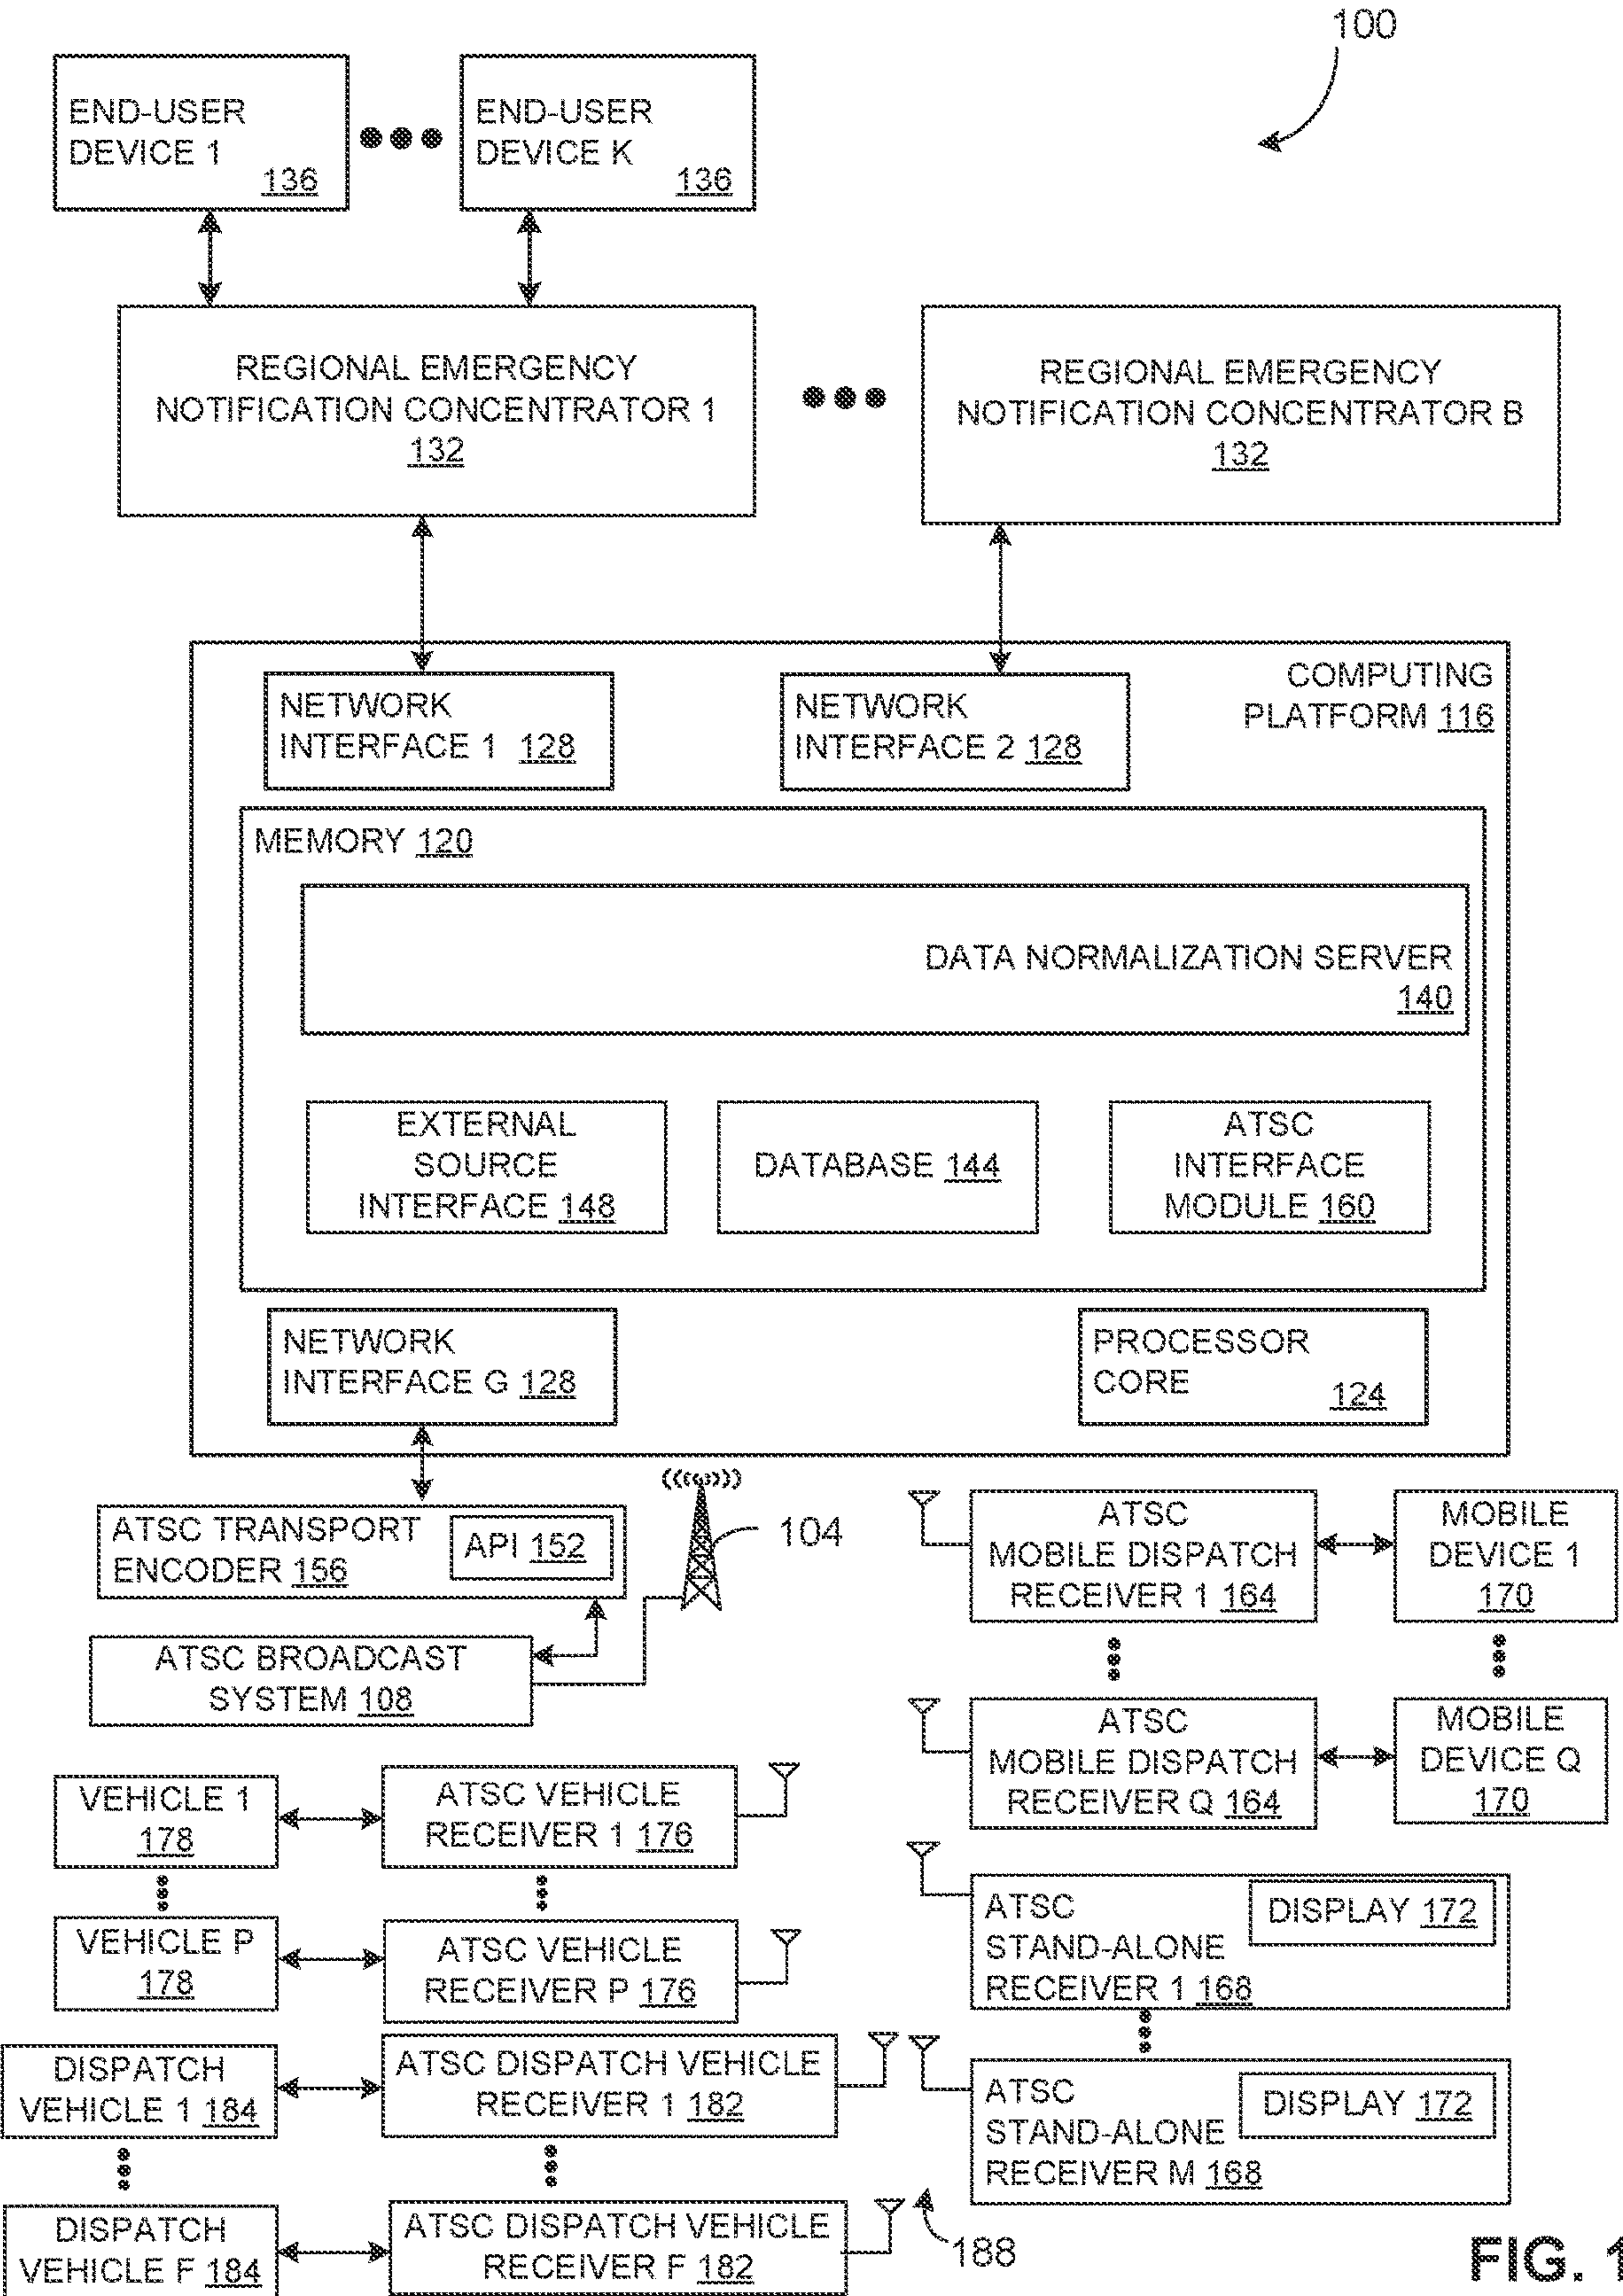 100
END-USER
DEVICE 1
136
END-USER
DEVICE K
136
REGIONAL EMERGENCY
NOTIFICATION CONCENTRATOR 1
132
REGIONAL EMERGENCY
NOTIFICATION CONCENTRATOR B
132
COMPUTING
PLATFORM 116
NETWORK
INTERFACE 1 128
NETWORK
INTERFACE 2 128
MEMORY 120
DATA NORMALIZATION SERVER
140
EXTERNAL
SOURCE
INTERFACE 148
DATABASE 144
ATSC
INTERFACE
MODULE 160
NETWORK
INTERFACE G 128
PROCESSOR
CORE
124
ATSC TRANSPORT
ENCODER 156
API 152
104
ATSC BROADCAST
SYSTEM 108
ATSC
MOBILE DISPATCH
RECEIVER 1 164
MOBILE
DEVICE 1
170
ATSC
MOBILE DISPATCH
RECEIVER Q 164
MOBILE
DEVICE Q
170
VEHICLE 1
178
ATSC VEHICLE
RECEIVER 1 176
VEHICLE P
178
ATSC VEHICLE
RECEIVER P 176
ATSC
STAND-ALONE
RECEIVER 1 168
DISPLAY 172
DISPATCH
VEHICLE 1 184
ATSC DISPATCH VEHICLE
RECEIVER 1 182
ATSC
STAND-ALONE
RECEIVER M 168
DISPLAY 172
DISPATCH
VEHICLE F 184
ATSC DISPATCH VEHICLE
RECEIVER F 182
188
FIG. 1